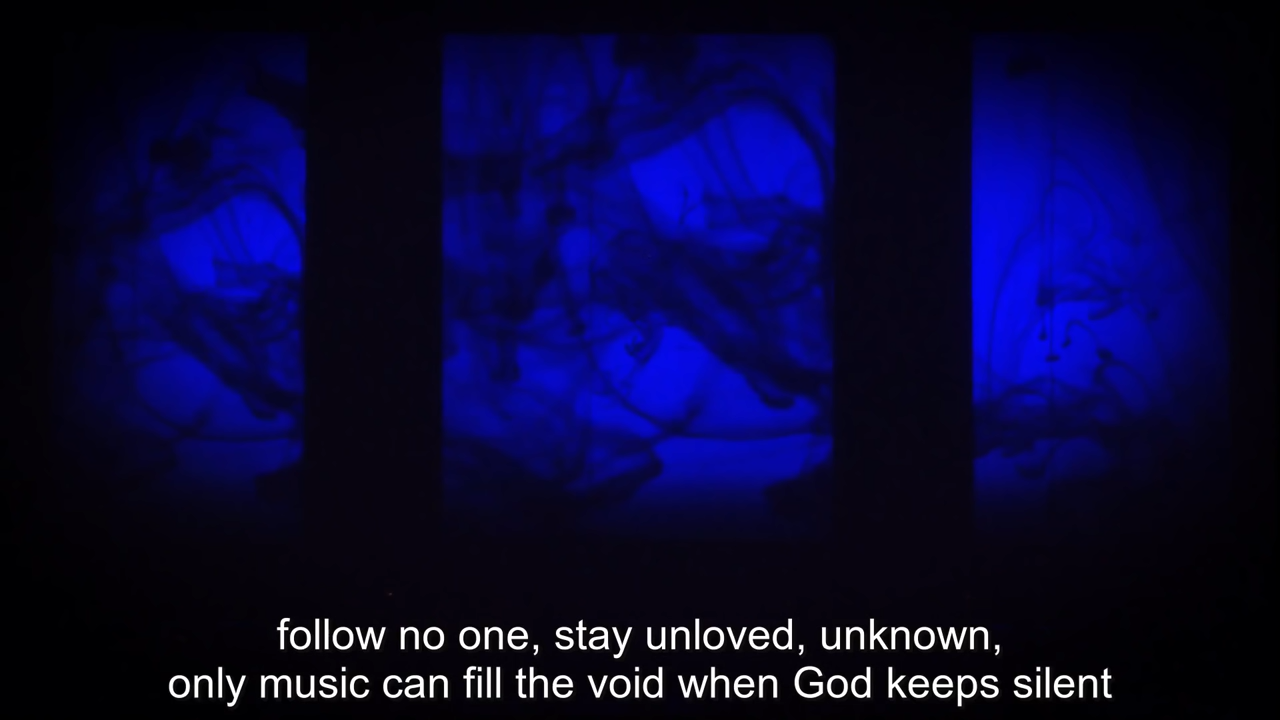 follow no one, stay unloved, unknown,
only music can fill the void when God keeps silent